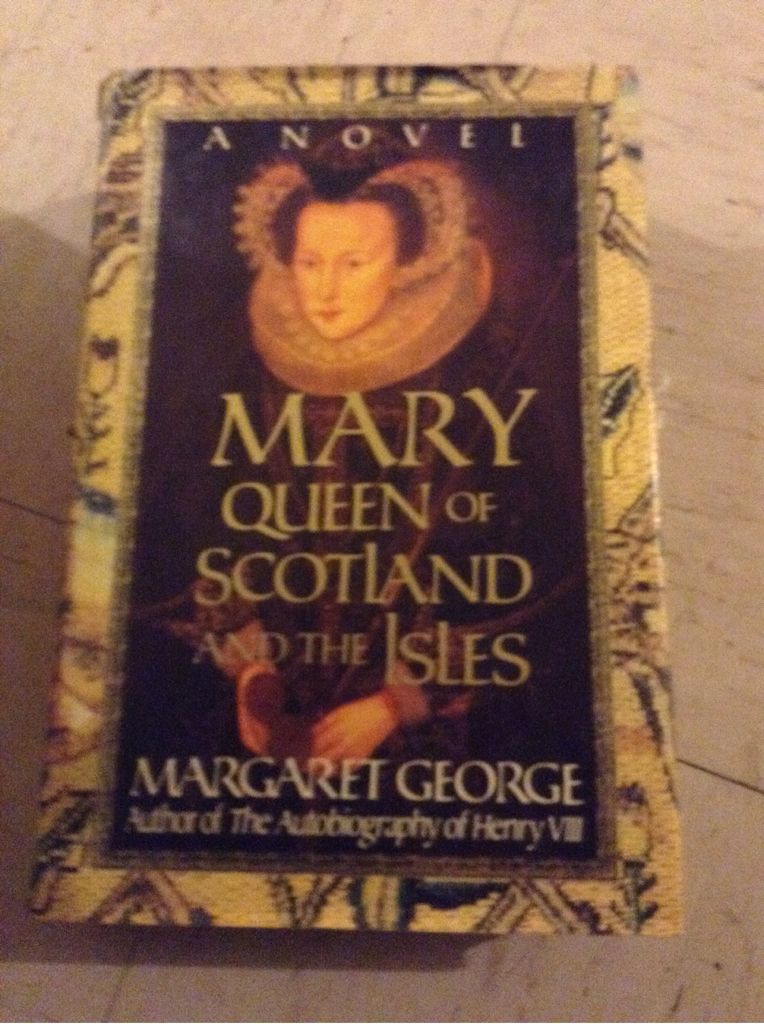 A NOVEL
MARY
QUEEN OF
SCOTLAND
AND THE ISLES
MARGARET GEORGE
Author of The Autobiography of Henry VIII